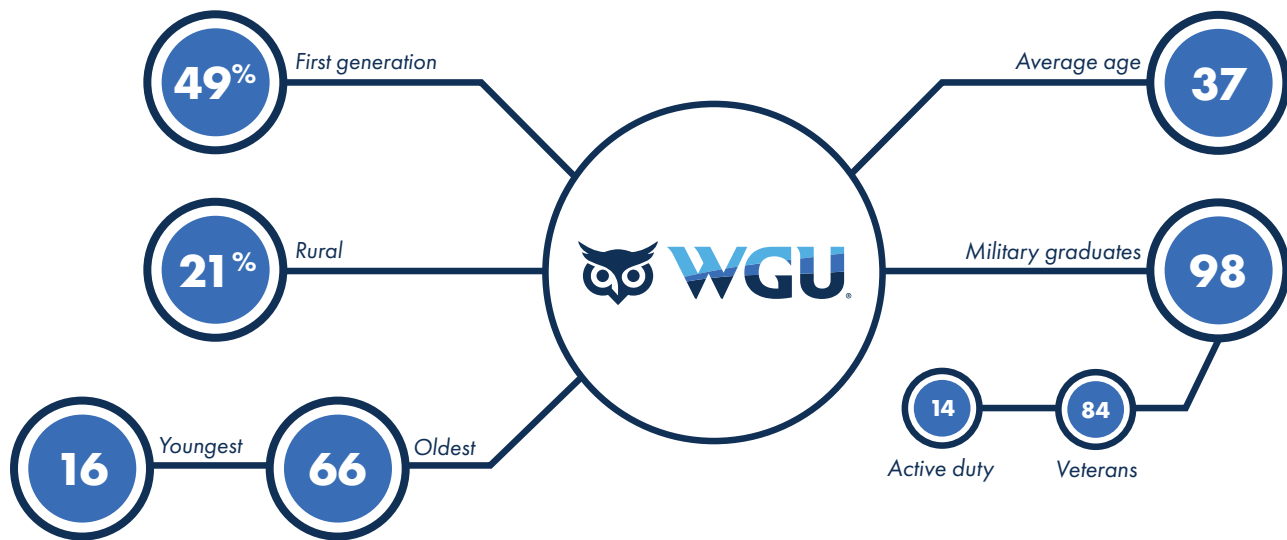 49%
First generation
21%
Rural
16
Youngest
66
Oldest
WGU®
Average age
37
Military graduates
98
14
Active duty
84
Veterans